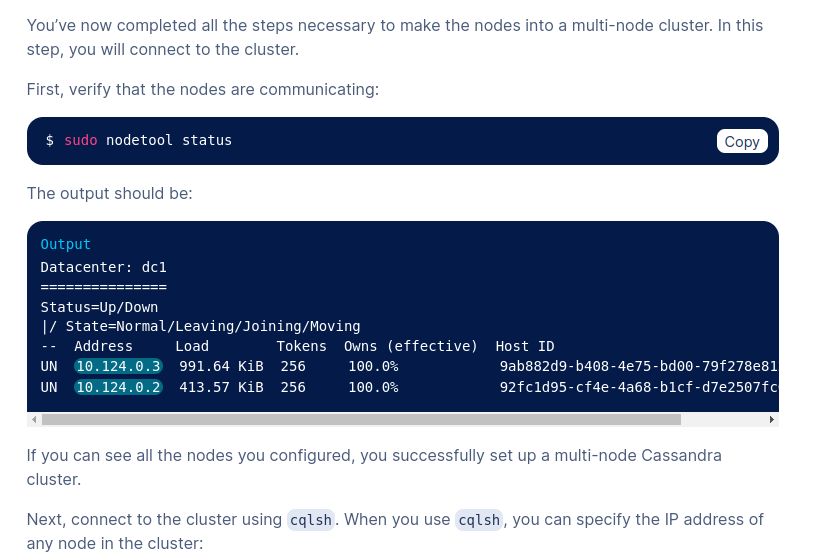 You’ve now completed all the steps necessary to make the nodes into a multi-node cluster. In this
step, you will connect to the cluster.
First, verify that the nodes are communicating:
$ sudo nodetool status
Copy
The output should be:
Output
Datacenter: dc1
===============
Status=Up/Down
|/ State=Normal/Leaving/Joining/Moving
--  Address     Load        Tokens  Owns (effective)  Host ID
UN  10.124.0.3  991.64 KiB  256     100.0%            9ab882d9-b408-4e75-bd00-79f278e81
UN  10.124.0.2  413.57 KiB  256     100.0%            92fc1d95-cf4e-4a68-b1cf-d7e2507fc
If you can see all the nodes you configured, you successfully set up a multi-node Cassandra
cluster.
Next, connect to the cluster using cqlsh. When you use cqlsh, you can specify the IP address of
any node in the cluster: